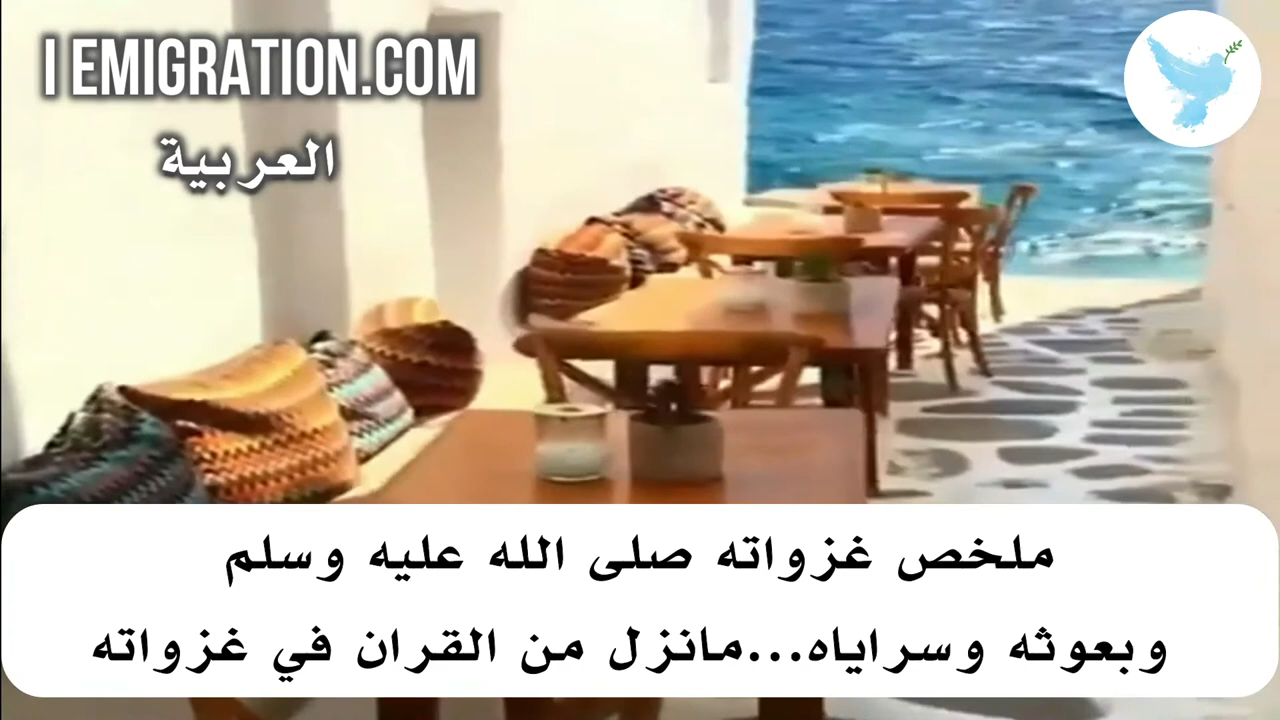 I EMIGRATION.COM
العربية
ملخص غزواته صلى الله عليه وسلم
وبعوثه وسراياه...مانزل من القران في غزواته